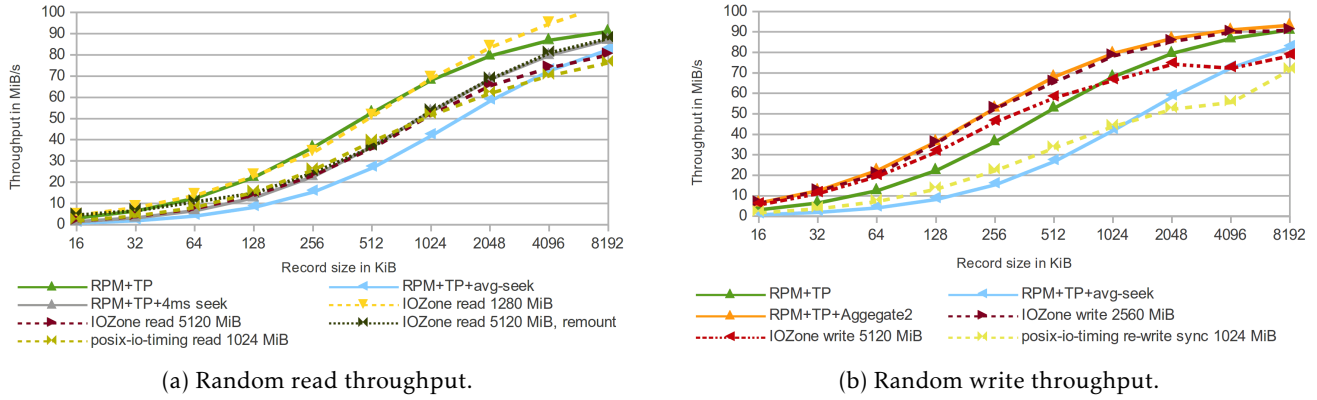 100
90
80
70
60
50
40
30
20
10
0
Throughput in MiB/s
16 32 64 128 256 512 1024 2048 4096 8192
Record size in KiB
RPM+TP
RPM+TP+avg-seek
RPM+TP+4ms seek
IOZone read 1280 MiB
IOZone read 5120 MiB
IOZone read 5120 MiB, remount
posix-io-timing read 1024 MiB
(a) Random read throughput.
100
90
80
70
60
50
40
30
20
10
0
Throughput in MiB/s
16 32 64 128 256 512 1024 2048 4096 8192
Record size in KiB
RPM+TP
RPM+TP+avg-seek
RPM+TP+Aggegate2
IOZone write 2560 MiB
IOZone write 5120 MiB
posix-io-timing re-write sync 1024 MiB
(b) Random write throughput.